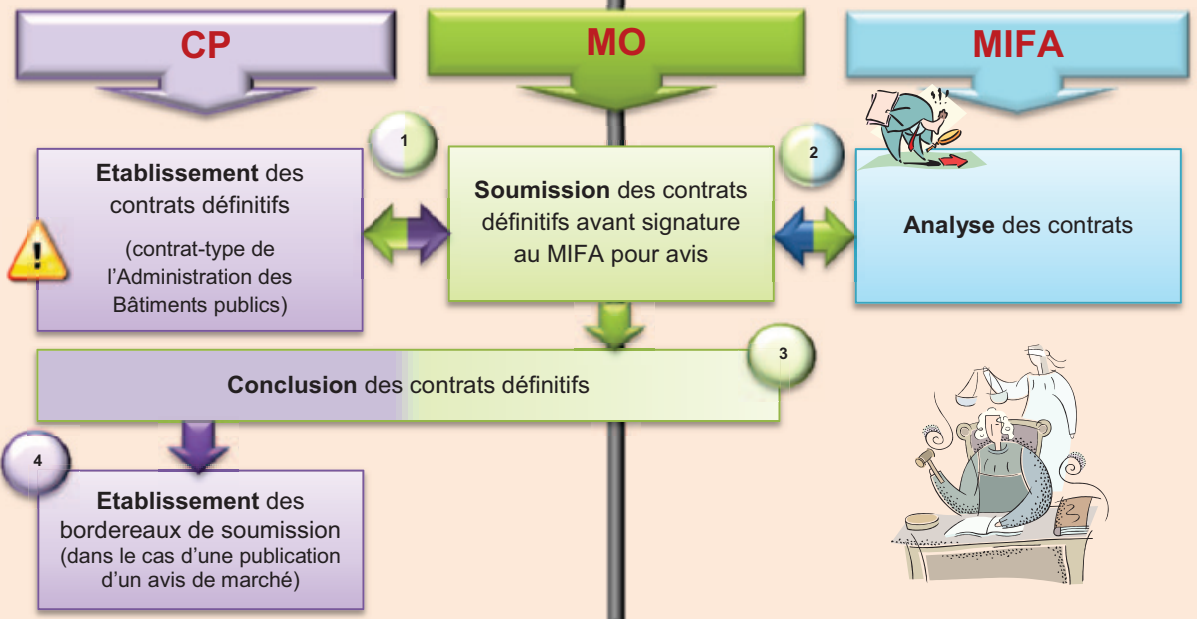 CP
MO
MIFA
1
Etablissement des
contrats définitifs
(contrat-type de
l'Administration des
Bâtiments publics)
Soumission des contrats
définitifs avant signature
au MIFA pour avis
2
!!!
Analyse des contrats
3
Conclusion des contrats définitifs
4
Etablissement des
bordereaux de soumission
(dans le cas d'une publication
d'un avis de marché)